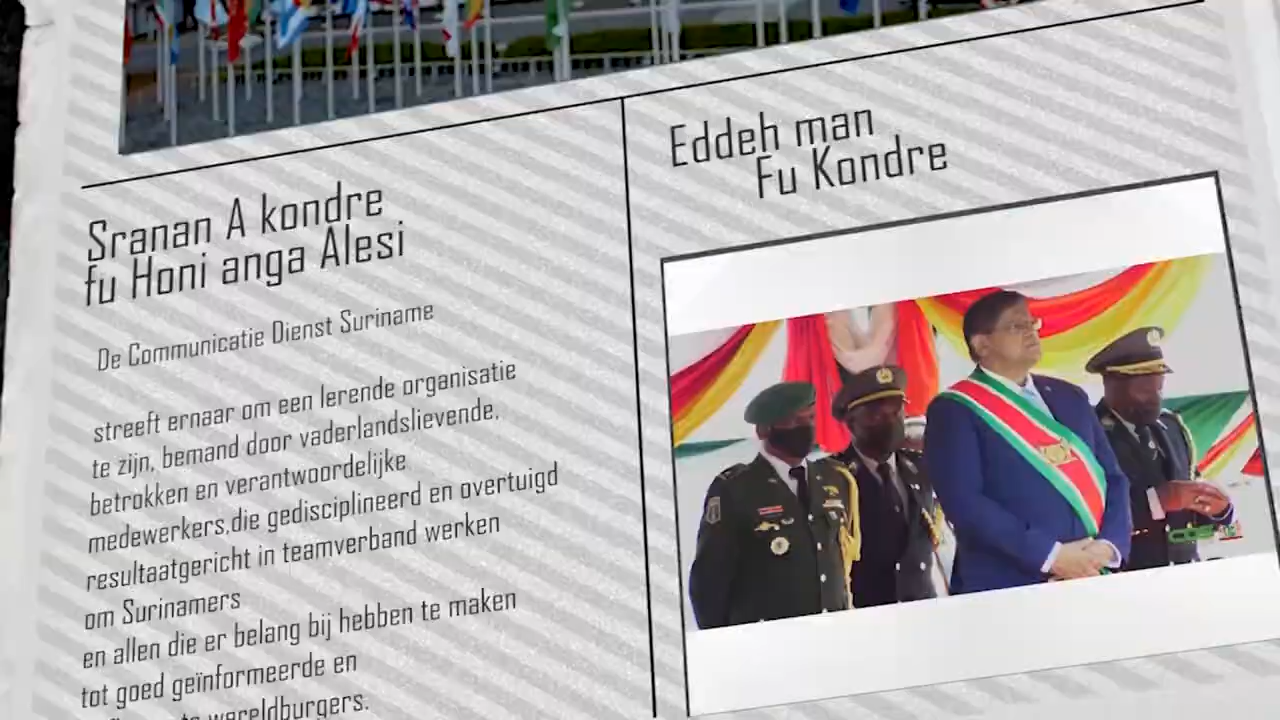 Sranan A kondre
fu Honi anga Alesi
De Communicatie Dienst Suriname
streeft ernaar om een lerende organisatie
te zijn, bemand door vaderlandslievende,
betrokken en verantwoordelijke
medewerkers,die gedisciplineerd en overtuigd
resultaatgericht in teamverband werken
om Surinamers
en allen die er belang bij hebben te maken
tot goed geïnformeerde en
wereldburgers.
Eddeh man
Fu Kondre